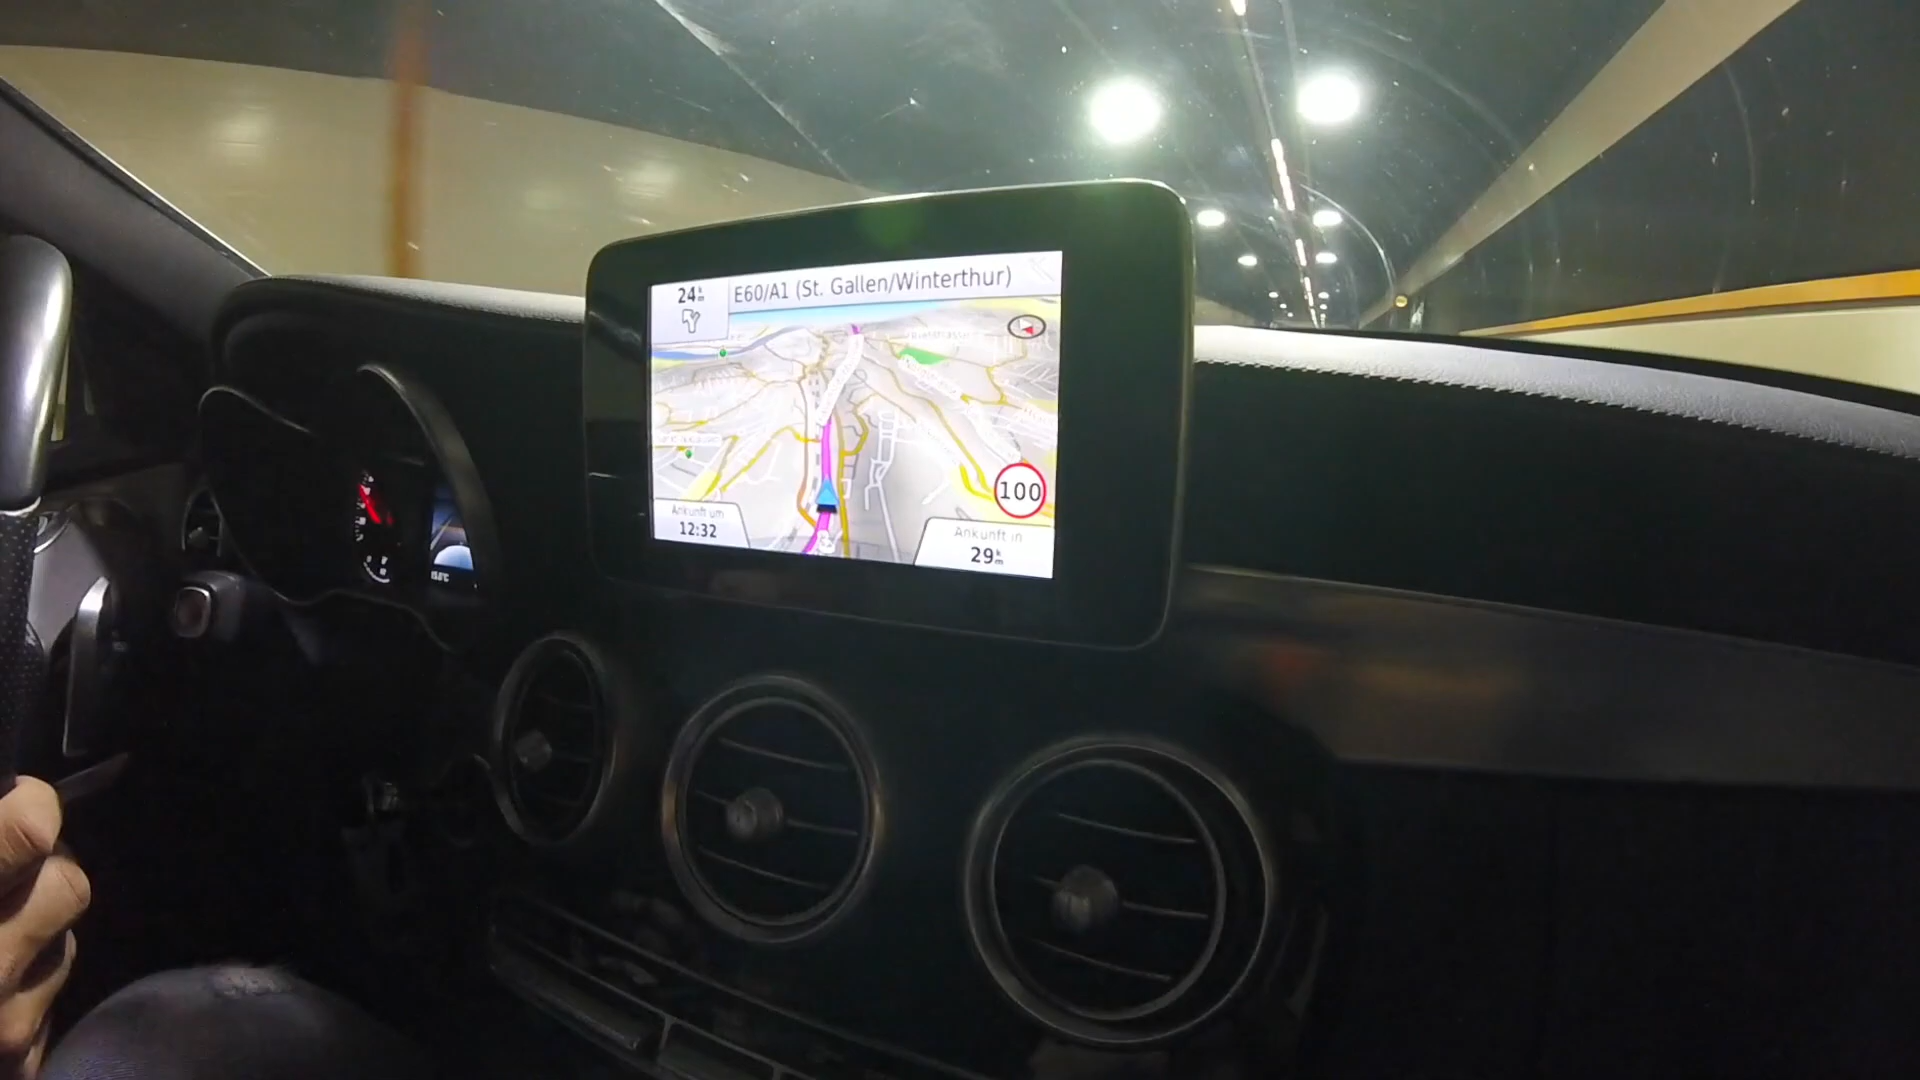 24 km
E60/A1 (St. Gallen/Winterthur)
100
Ankunft um
12:32
Ankunft in
29 km